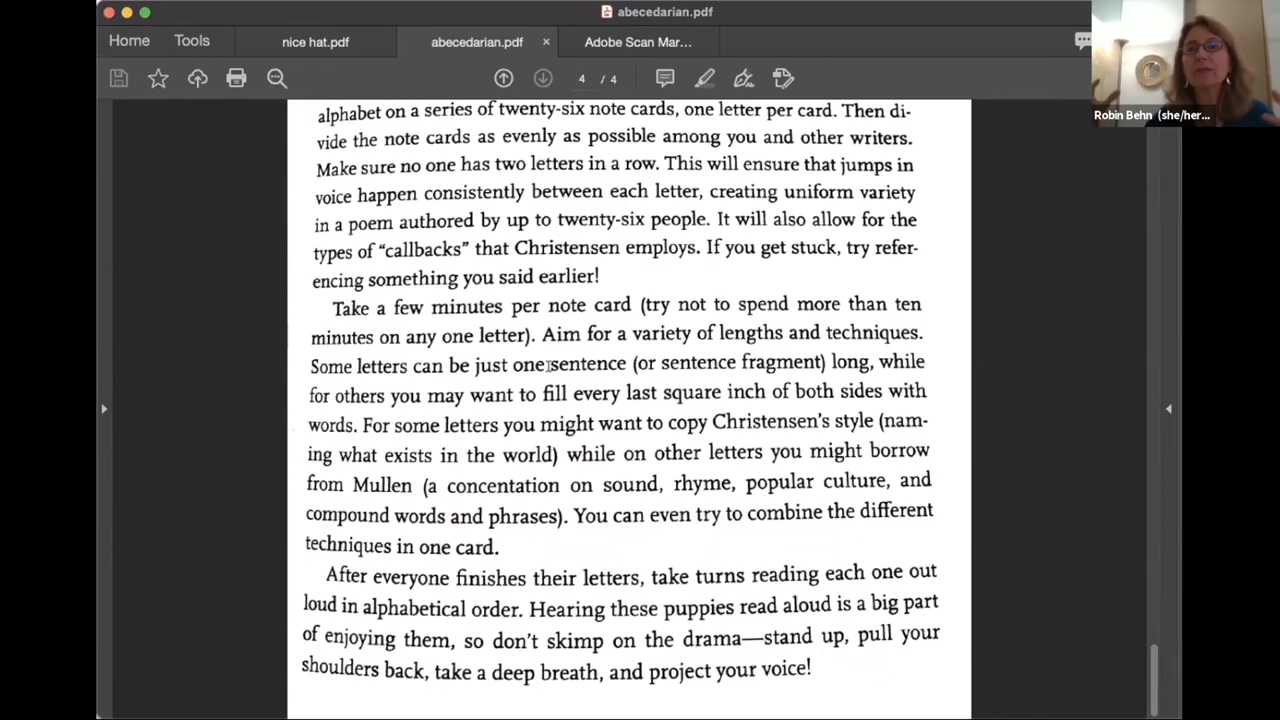 abecedarian.pdf
Home
Tools
nice hat.pdf
abecedarian.pdf
×
Adobe Scan Mar...
4 / 4
Robin Behn (she/her...
alphabet on a series of twenty-six note cards, one letter per card. Then di-
vide the note cards as evenly as possible among you and other writers.
Make sure no one has two letters in a row. This will ensure that jumps in
voice happen consistently between each letter, creating uniform variety
in a poem authored by up to twenty-six people. It will also allow for the
types of “callbacks” that Christensen employs. If you get stuck, try refer-
encing something you said earlier!
Take a few minutes per note card (try not to spend more than ten
minutes on any one letter). Aim for a variety of lengths and techniques.
Some letters can be just one sentence (or sentence fragment) long, while
for others you may want to fill every last square inch of both sides with
words. For some letters you might want to copy Christensen’s style (nam-
ing what exists in the world) while on other letters you might borrow
from Mullen (a concentation on sound, rhyme, popular culture, and
compound words and phrases). You can even try to combine the different
techniques in one card.
After everyone finishes their letters, take turns reading each one out
loud in alphabetical order. Hearing these puppies read aloud is a big part
of enjoying them, so don’t skimp on the drama—stand up, pull your
shoulders back, take a deep breath, and project your voice!